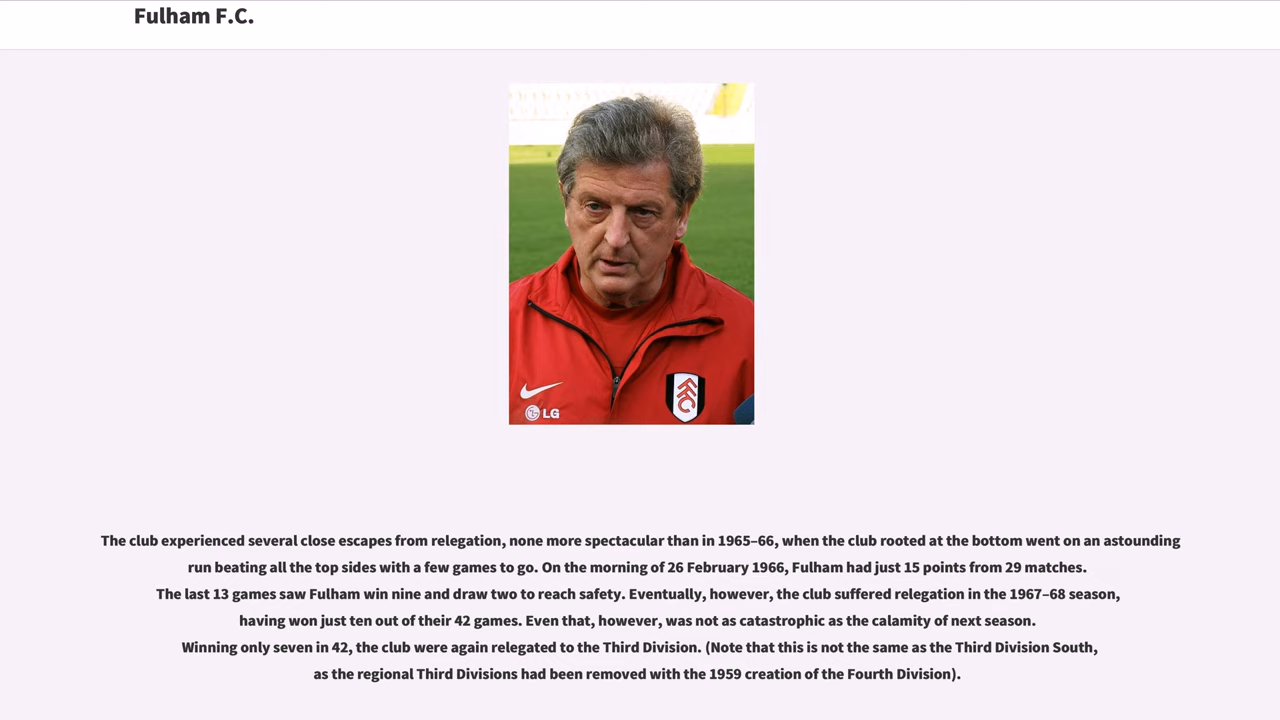 Fulham F.C.
LG
FFC
The club experienced several close escapes from relegation, none more spectacular than in 1965–66, when the club rooted at the bottom went on an astounding
run beating all the top sides with a few games to go. On the morning of 26 February 1966, Fulham had just 15 points from 29 matches.
The last 13 games saw Fulham win nine and draw two to reach safety. Eventually, however, the club suffered relegation in the 1967–68 season,
having won just ten out of their 42 games. Even that, however, was not as catastrophic as the calamity of next season.
Winning only seven in 42, the club were again relegated to the Third Division. (Note that this is not the same as the Third Division South,
as the regional Third Divisions had been removed with the 1959 creation of the Fourth Division).